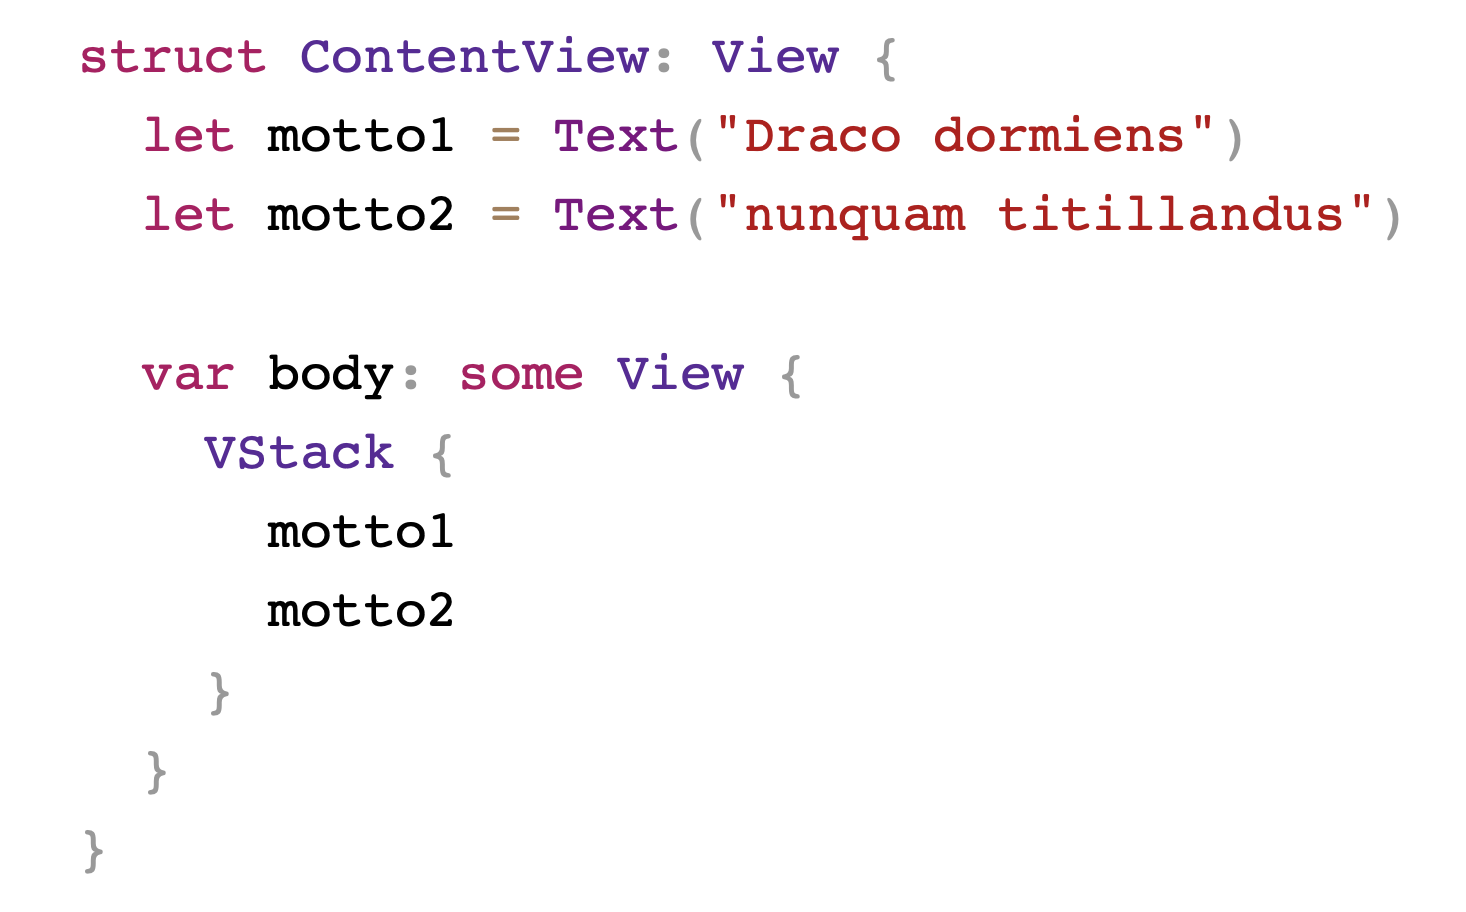 struct ContentView: View {
  let motto1 = Text("Draco dormiens")
  let motto2 = Text("nunquam titillandus")

  var body: some View {
    VStack {
      motto1
      motto2
    }
  }
}